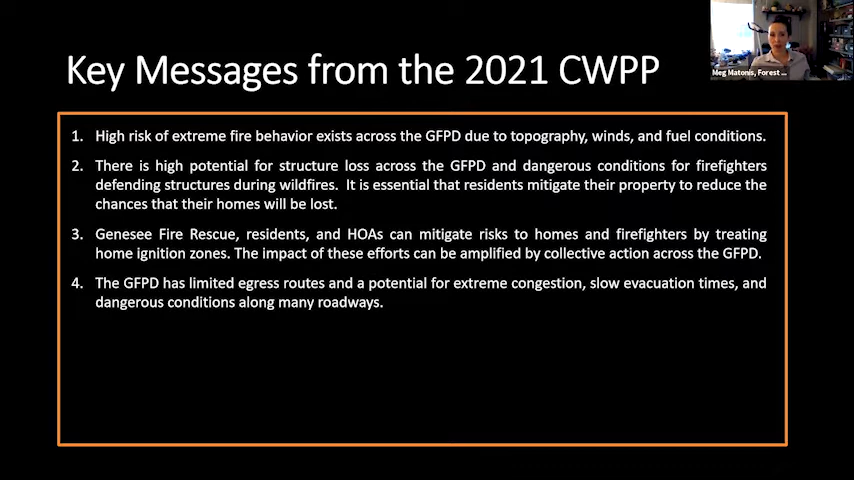 Key Messages from the 2021 CWPP
Meg Matonis, Forest ...
1. High risk of extreme fire behavior exists across the GFPD due to topography, winds, and fuel conditions.
2. There is high potential for structure loss across the GFPD and dangerous conditions for firefighters
defending structures during wildfires. It is essential that residents mitigate their property to reduce the
chances that their homes will be lost.
3. Genesee Fire Rescue, residents, and HOAs can mitigate risks to homes and firefighters by treating
home ignition zones. The impact of these efforts can be amplified by collective action across the GFPD.
4. The GFPD has limited egress routes and a potential for extreme congestion, slow evacuation times, and
dangerous conditions along many roadways.